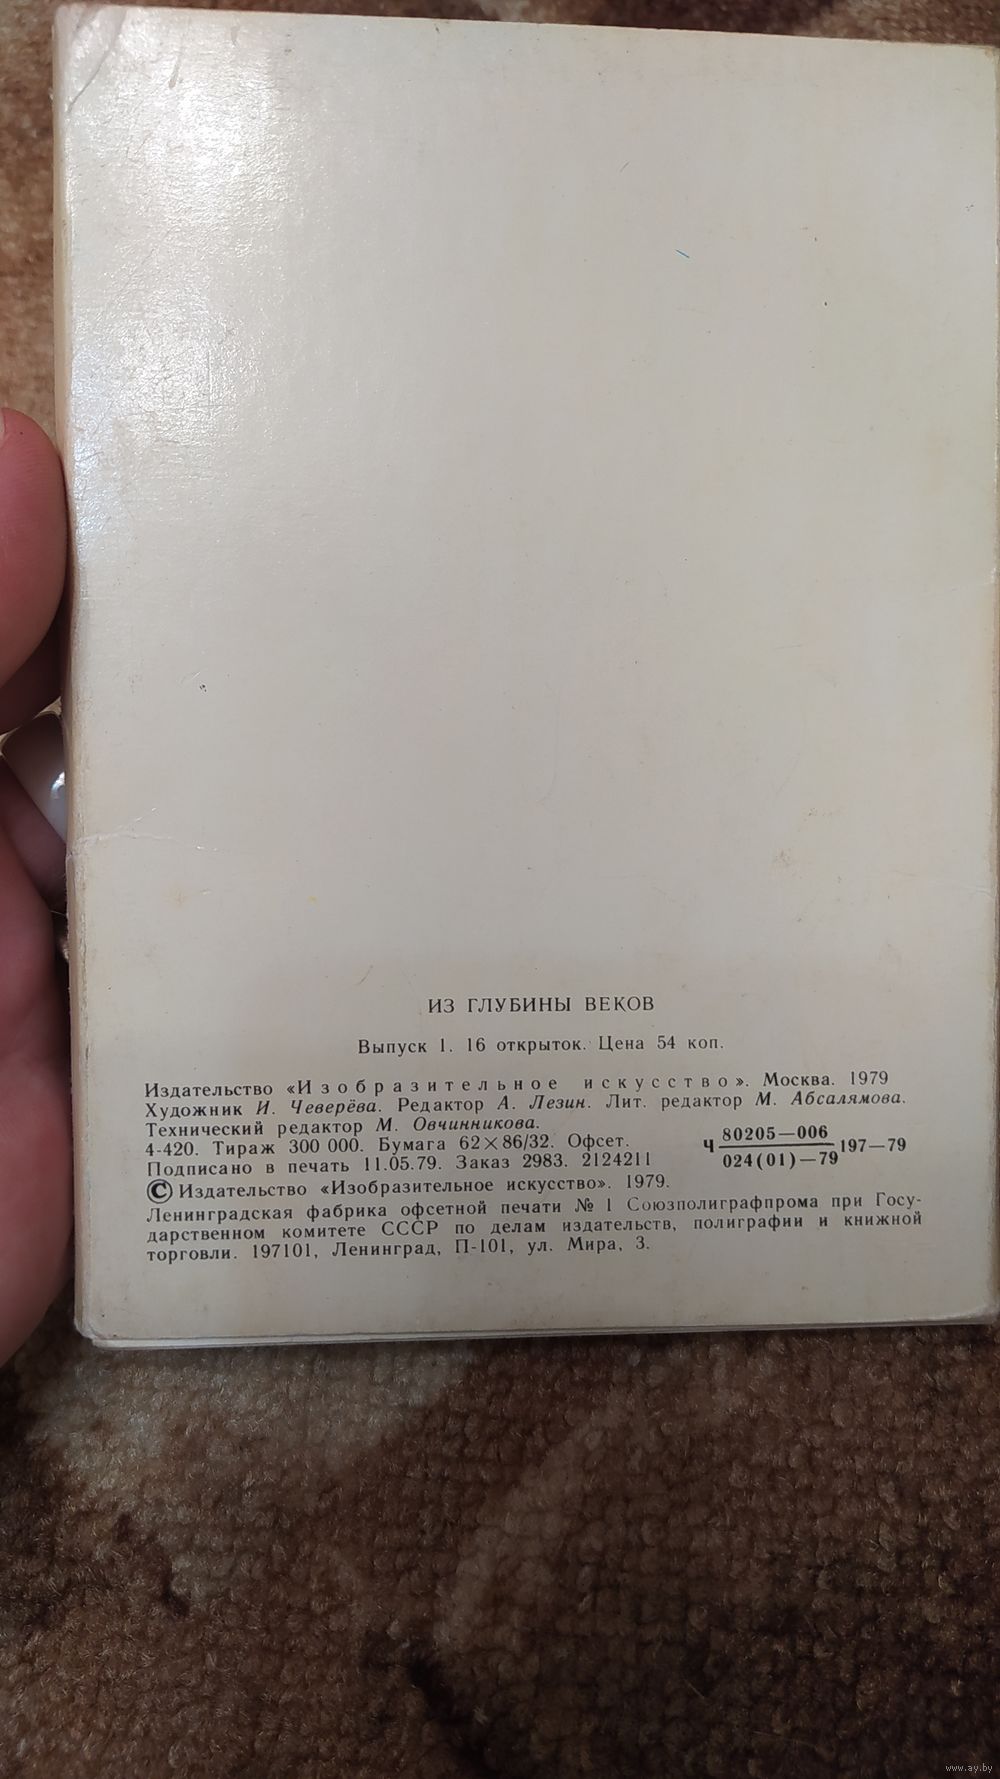 ИЗ ГЛУБИНЫ ВЕКОВ
Выпуск 1. 16 открыток. Цена 54 коп.
Издательство «Изобразительное искусство». Москва. 1979
Художник И. Чеверёва. Редактор А. Лезин. Лит. редактор М. Абсалямова.
Технический редактор М. Овчинникова.
4-420. Тираж 300 000. Бумага 62×86/32. Офсет.
Подписано в печать 11.05.79. Заказ 2983. 2124211
Ч 80205—006
024(01)—79 197—79
© Издательство «Изобразительное искусство». 1979.
Ленинградская фабрика офсетной печати № 1 Союзполиграфпрома при Госу-
дарственном комитете СССР по делам издательств, полиграфии и книжной
торговли. 197101, Ленинград, П-101, ул. Мира, 3.
www.ay.by